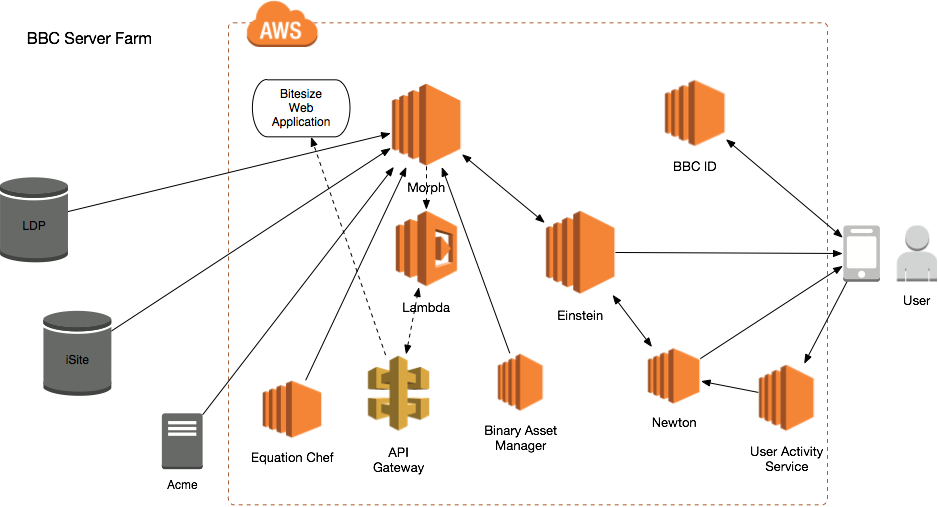 BBC Server Farm
AWS
Bitesize
Web
Application
BBC ID
Morph
LDP
Lambda
Einstein
User
iSite
Newton
Binary Asset
Manager
Equation Chef
API
Gateway
User Activity
Service
Acme